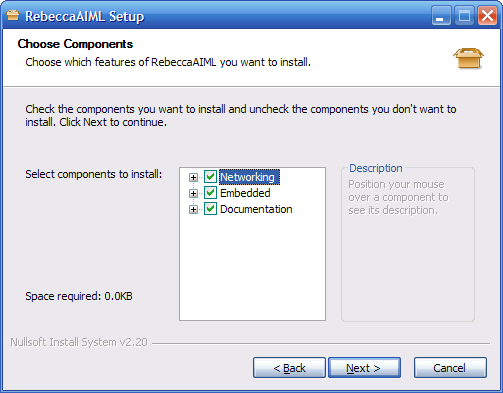 RebeccaAIML Setup
Choose Components
Choose which features of RebeccaAIML you want to install.
Check the components you want to install and uncheck the components you don't want to
install. Click Next to continue.
Select components to install:
Networking
Embedded
Documentation
Description
Position your mouse
over a component to
see its description.
Space required: 0.0KB
Nullsoft Install System v2.20
< Back
Next >
Cancel